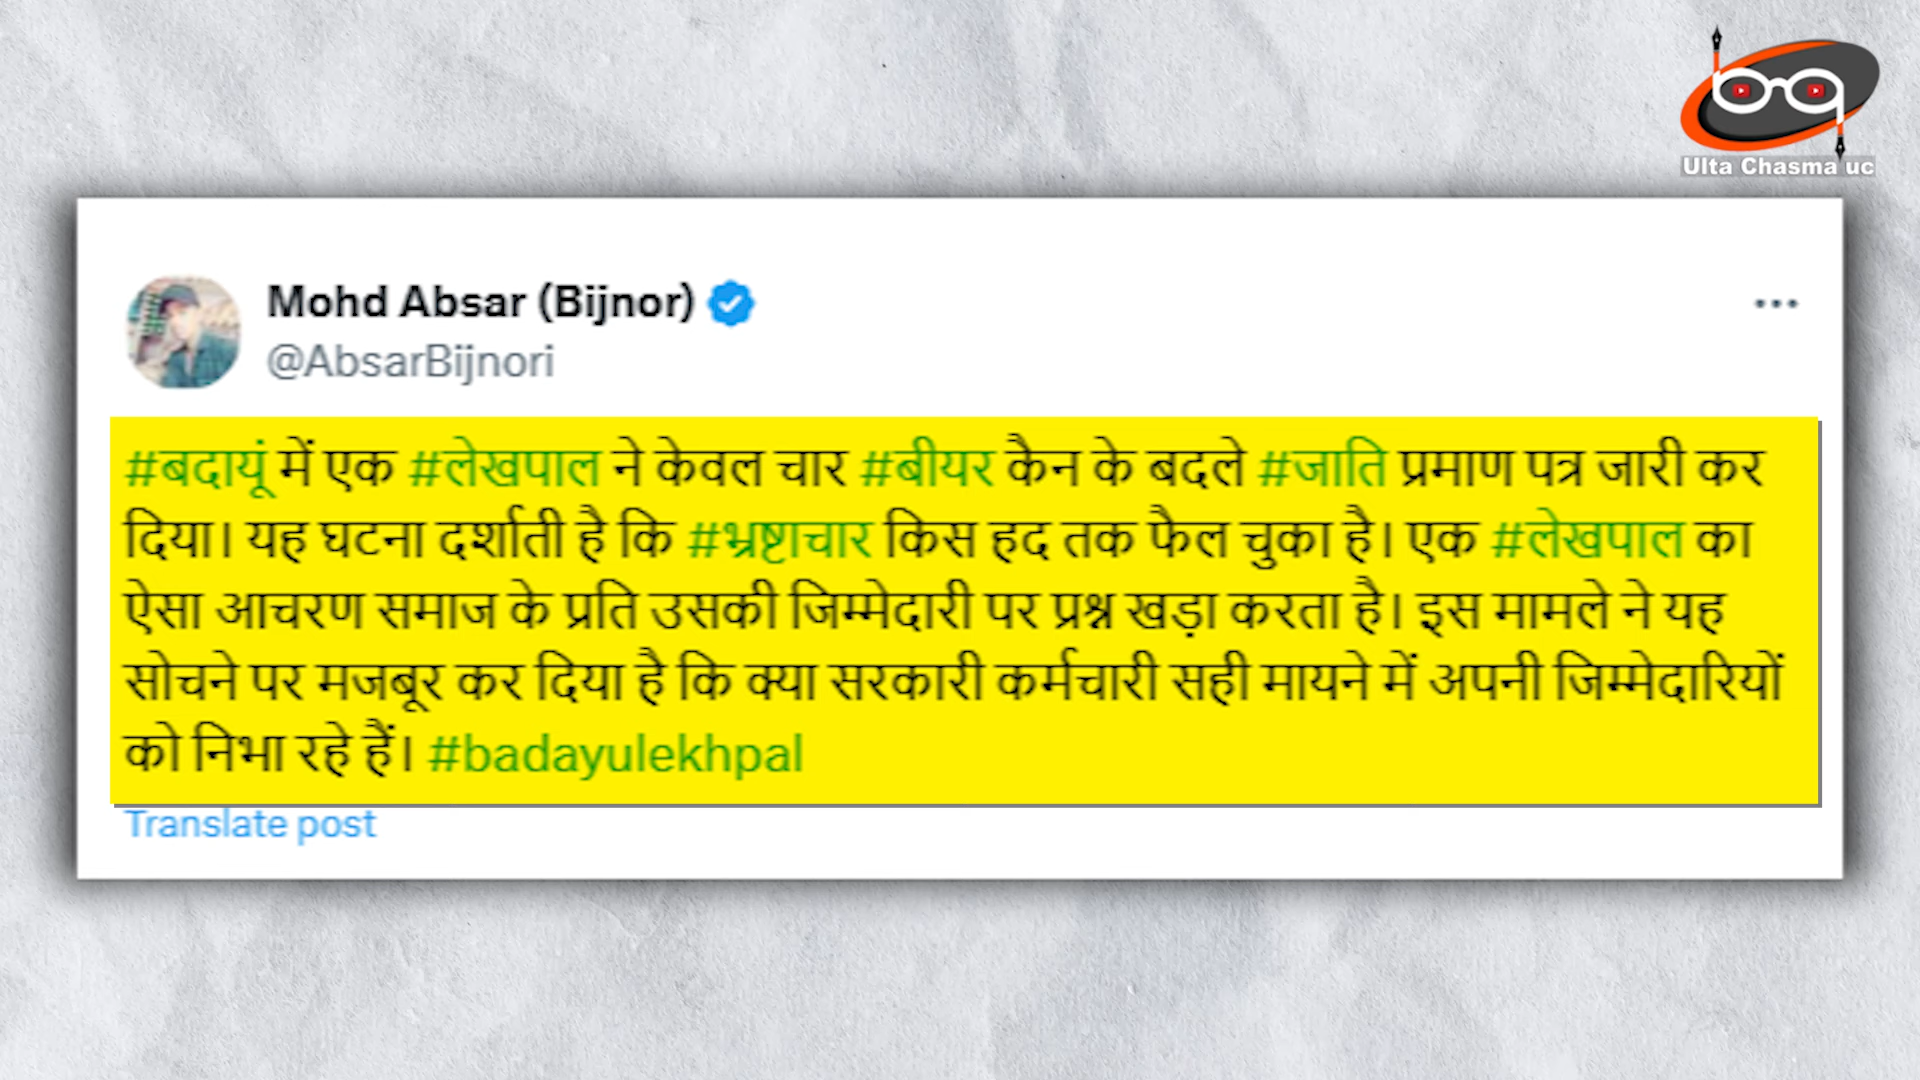 Ulta Chasma uc
Mohd Absar (Bijnor)
@AbsarBijnori
#बदायूं में एक #लेखपाल ने केवल चार #बीयर कैन के बदले #जाति प्रमाण पत्र जारी कर
दिया। यह घटना दर्शाती है कि #भ्रष्टाचार किस हद तक फैल चुका है। एक #लेखपाल का
ऐसा आचरण समाज के प्रति उसकी जिम्मेदारी पर प्रश्न खड़ा करता है। इस मामले ने यह
सोचने पर मजबूर कर दिया है कि क्या सरकारी कर्मचारी सही मायने में अपनी जिम्मेदारियों
को निभा रहे हैं। #badayulekhpal
Translate post